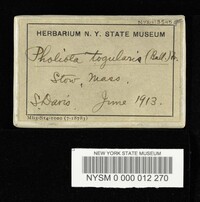 HERBARIUM N. Y. STATE MUSEUM
Pholiota togularis (Bull.) Fr.
Stow, Mass.
S. Davis June 1913.
NEW YORK STATE MUSEUM
NYSM 0 000 012 270